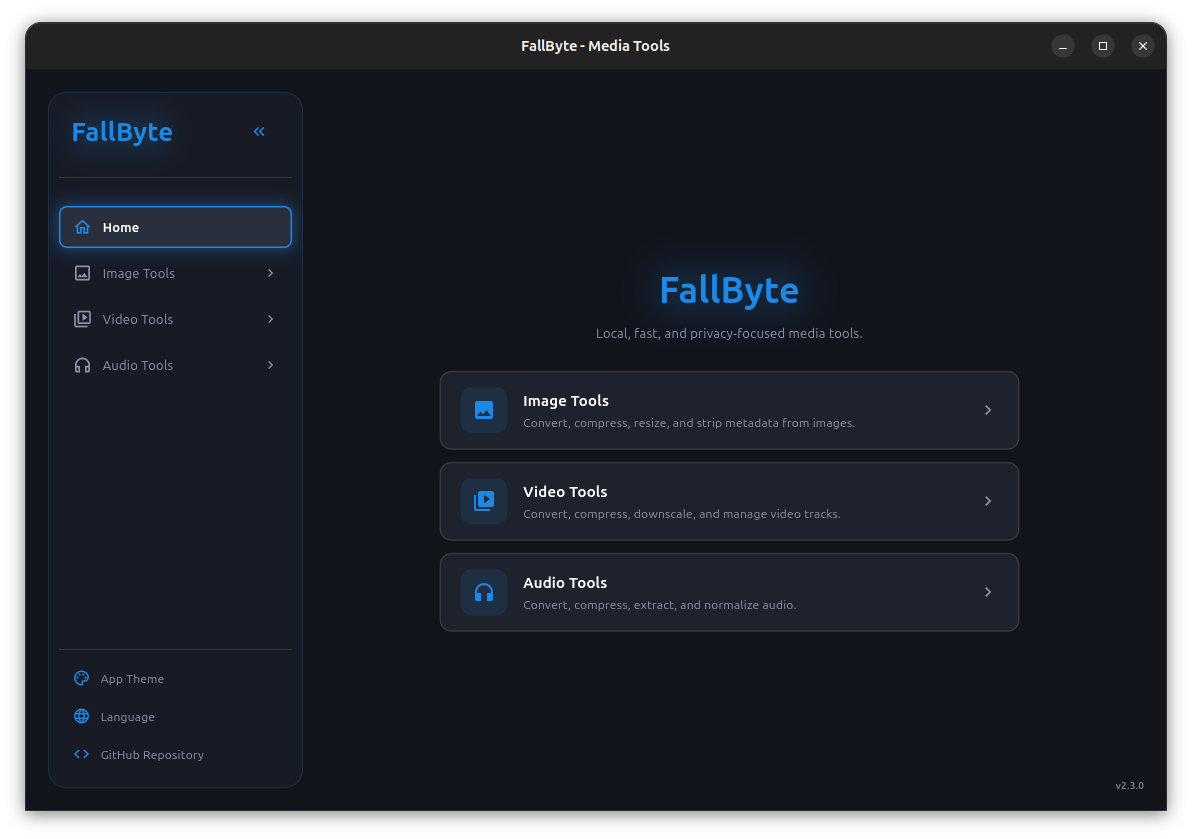 FallByte - Media Tools
FallByte
Home
Image Tools
Video Tools
Audio Tools
App Theme
Language
GitHub Repository
FallByte
Local, fast, and privacy-focused media tools.
Image Tools
Convert, compress, resize, and strip metadata from images.
Video Tools
Convert, compress, downscale, and manage video tracks.
Audio Tools
Convert, compress, extract, and normalize audio.
v2.3.0